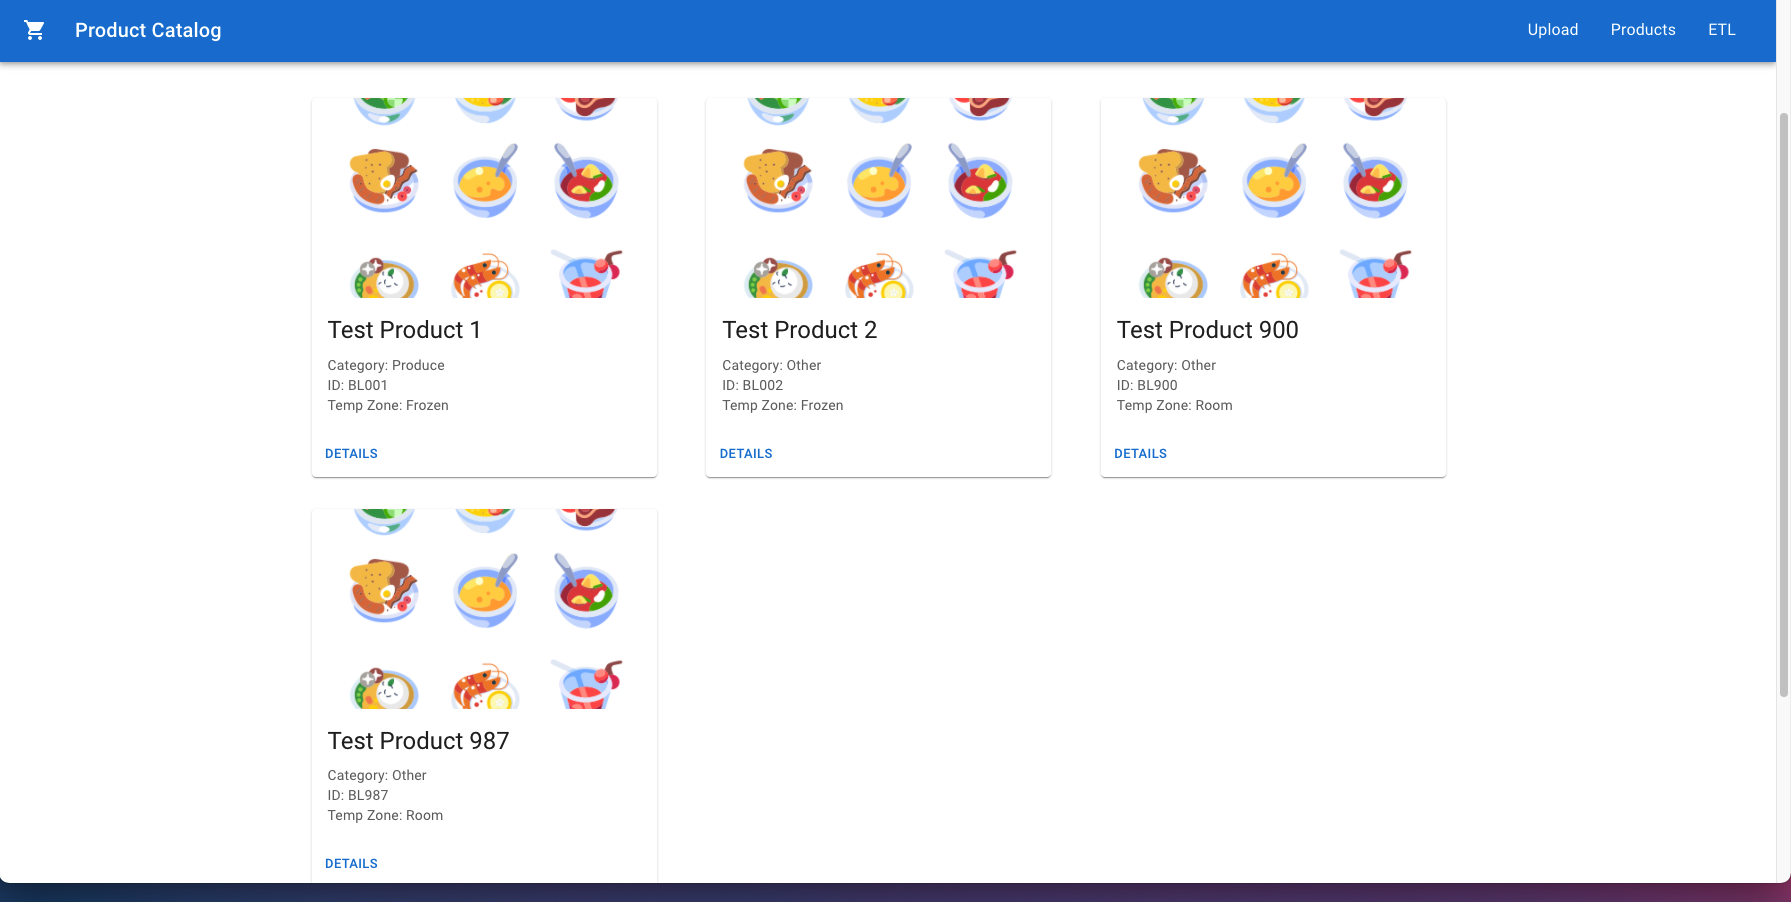 Product Catalog
Upload
Products
ETL
Test Product 1
Category: Produce
ID: BL001
Temp Zone: Frozen
DETAILS
Test Product 2
Category: Other
ID: BL002
Temp Zone: Frozen
DETAILS
Test Product 900
Category: Other
ID: BL900
Temp Zone: Room
DETAILS
Test Product 987
Category: Other
ID: BL987
Temp Zone: Room
DETAILS